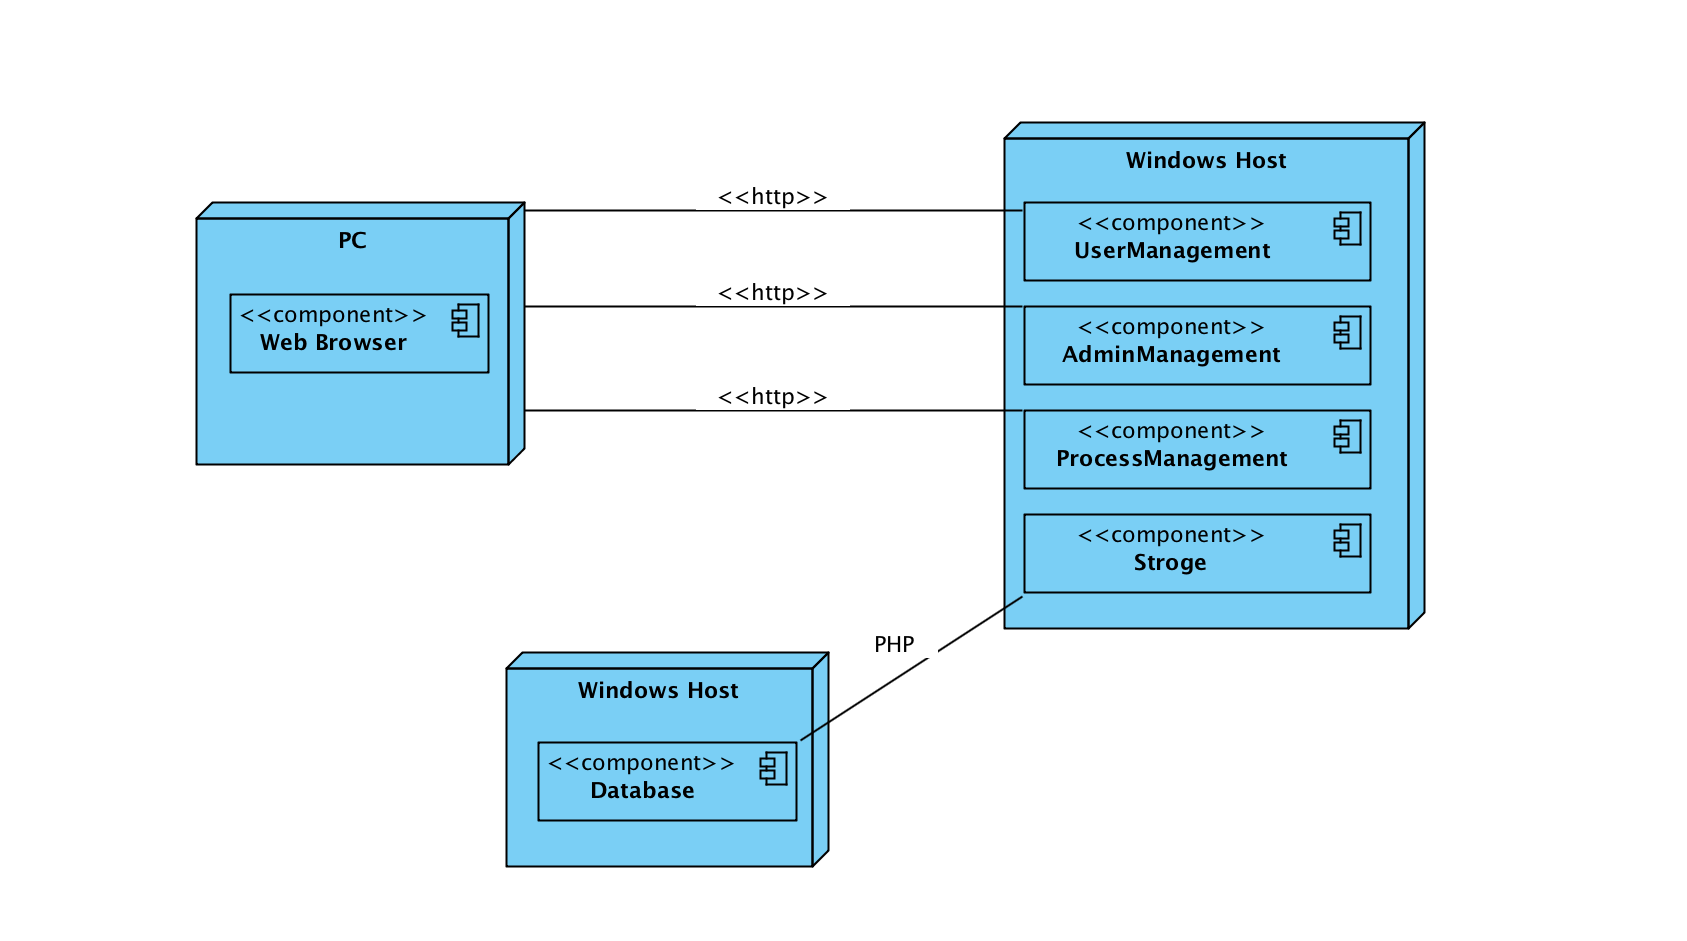 PC
<<component>>
Web Browser
<<http>>
<<http>>
<<http>>
Windows Host
<<component>>
UserManagement
<<component>>
AdminManagement
<<component>>
ProcessManagement
<<component>>
Stroge
PHP
Windows Host
<<component>>
Database